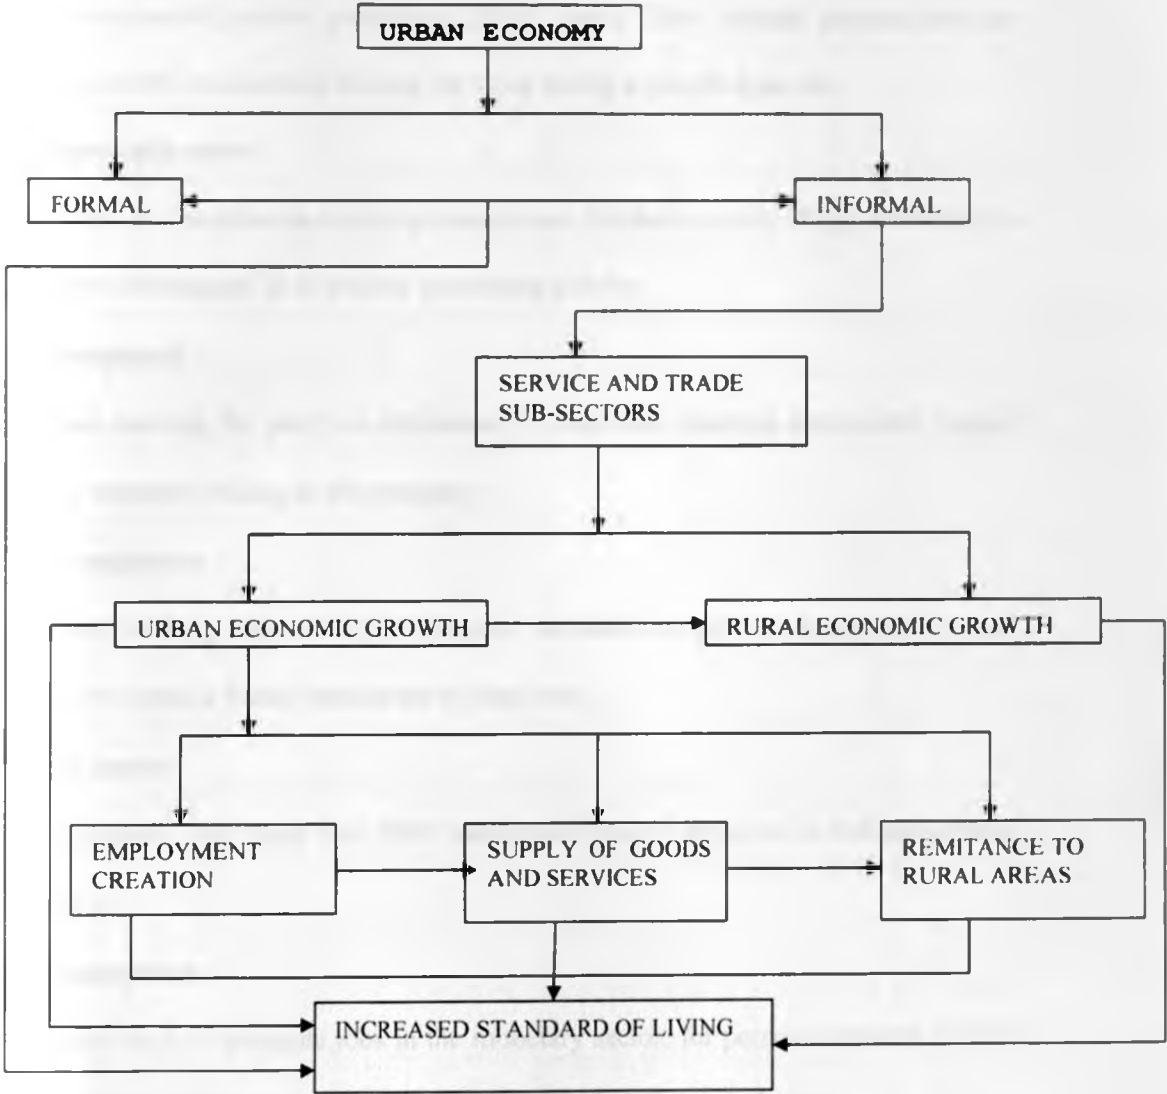 URBAN ECONOMY
FORMAL
INFORMAL
SERVICE AND TRADE
SUB-SECTORS
URBAN ECONOMIC GROWTH
RURAL ECONOMIC GROWTH
EMPLOYMENT
CREATION
SUPPLY OF GOODS
AND SERVICES
REMITANCE TO
RURAL AREAS
INCREASED STANDARD OF LIVING